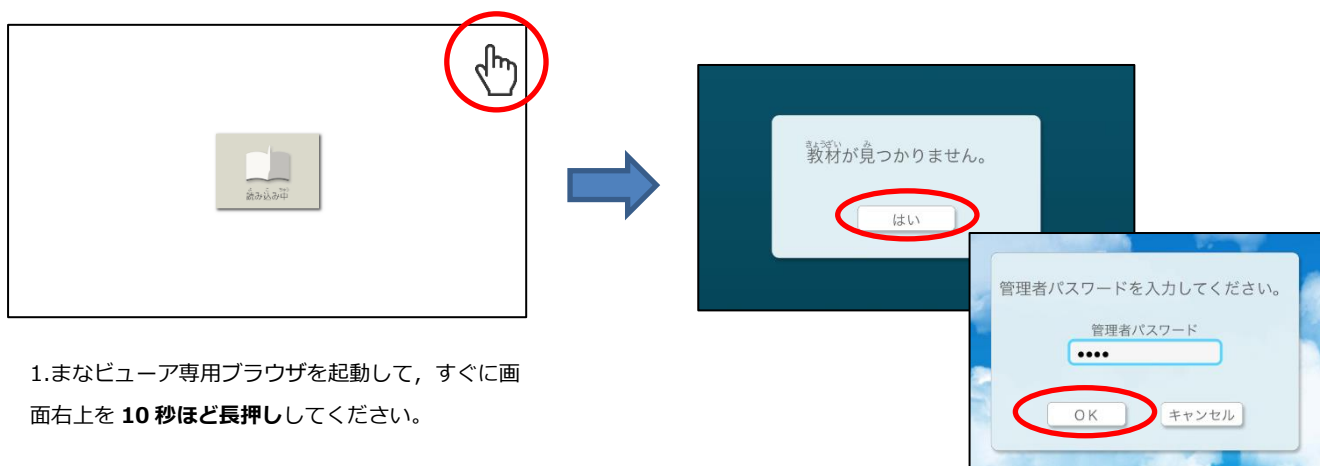 読み込み中
教材が見つかりません。
はい
管理者パスワードを入力してください。
管理者パスワード
••••
OK
キャンセル
1.まなビューア専用ブラウザを起動して，すぐに画
面右上を 10 秒ほど長押ししてください。